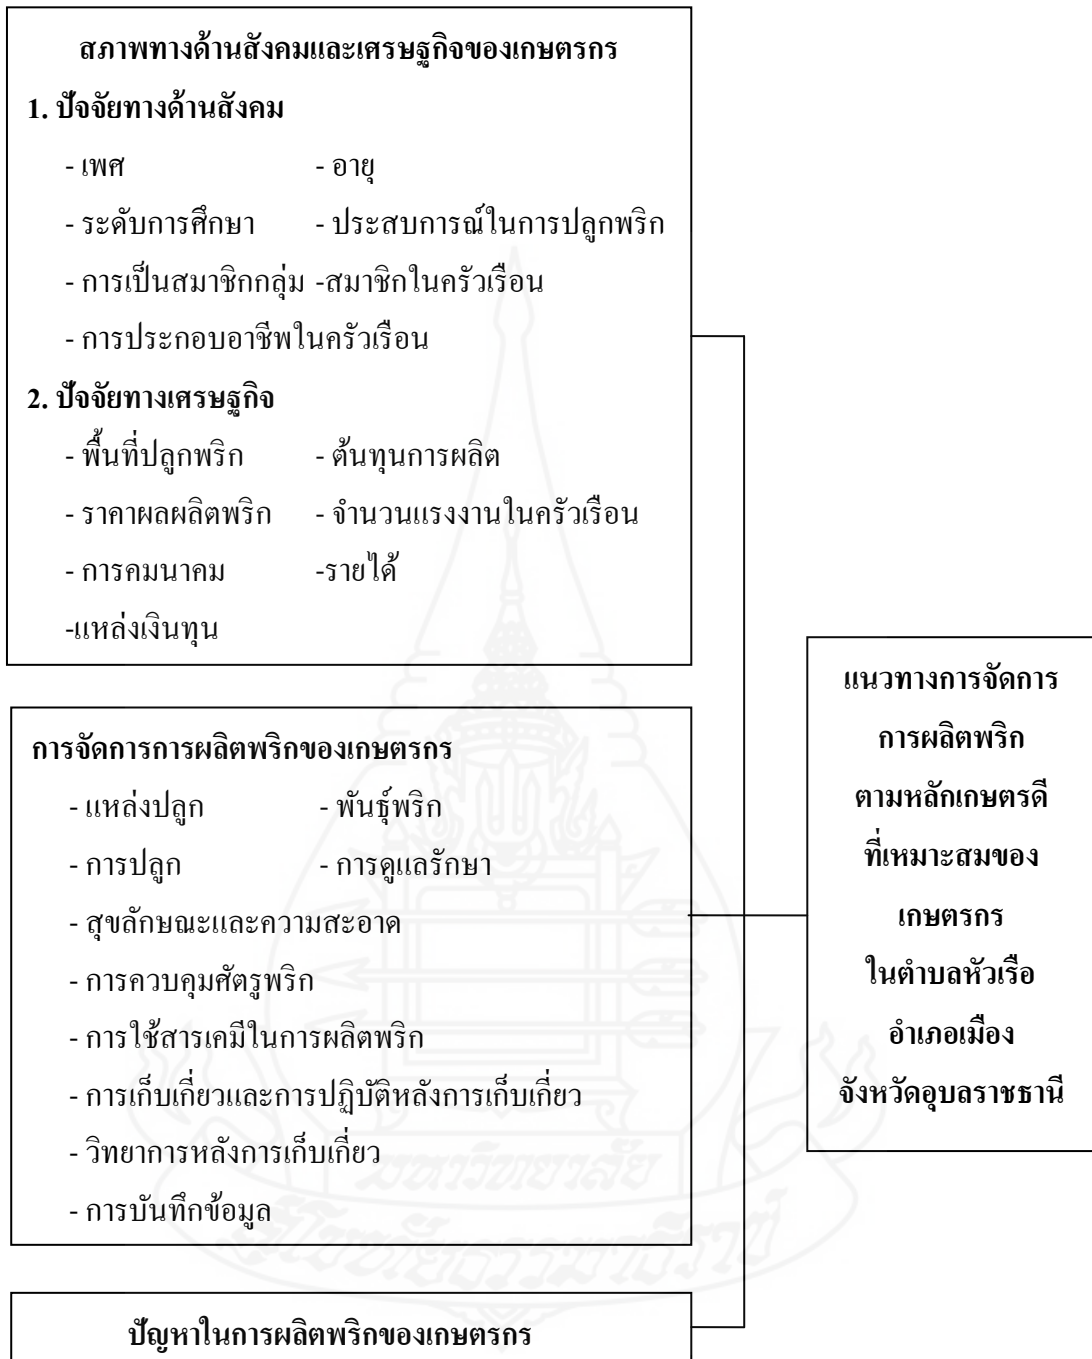 สภาพทางด้านสังคมและเศรษฐกิจของเกษตรกร
1. ปัจจัยทางด้านสังคม
- เพศ - อายุ
- ระดับการศึกษา - ประสบการณ์ในการปลูกพริก
- การเป็นสมาชิกกลุ่ม -สมาชิกในครัวเรือน
- การประกอบอาชีพในครัวเรือน
2. ปัจจัยทางเศรษฐกิจ
- พื้นที่ปลูกพริก - ต้นทุนการผลิต
- ราคาผลผลิตพริก - จำนวนแรงงานในครัวเรือน
- การคมนาคม -รายได้
-แหล่งเงินทุน
การจัดการการผลิตพริกของเกษตรกร
- แหล่งปลูก - พันธุ์พริก
- การปลูก - การดูแลรักษา
- สุขลักษณะและความสะอาด
- การควบคุมศัตรูพริก
- การใช้สารเคมีในการผลิตพริก
- การเก็บเกี่ยวและการปฏิบัติหลังการเก็บเกี่ยว
- วิทยาการหลังการเก็บเกี่ยว
- การบันทึกข้อมูล
ปัญหาในการผลิตพริกของเกษตรกร
แนวทางการจัดการ
การผลิตพริก
ตามหลักเกษตรดี
ที่เหมาะสมของ
เกษตรกร
ในตำบลหัวเรือ
อำเภอเมือง
จังหวัดอุบลราชธานี
มหาวิทยาลัย
สุโขทัยธรรมาธิราช